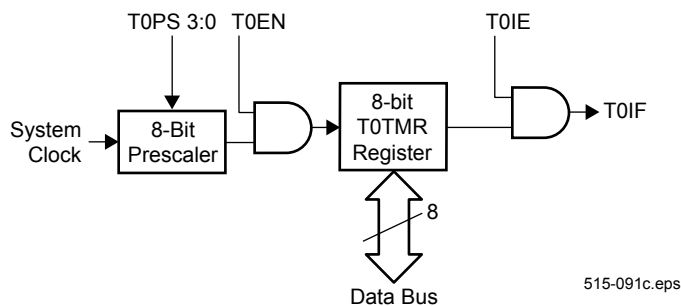 T0PS 3:0 T0EN
T0IE
System
Clock
8-Bit
Prescaler
8-bit
T0TMR
Register
T0IF
8
Data Bus
515-091c.eps